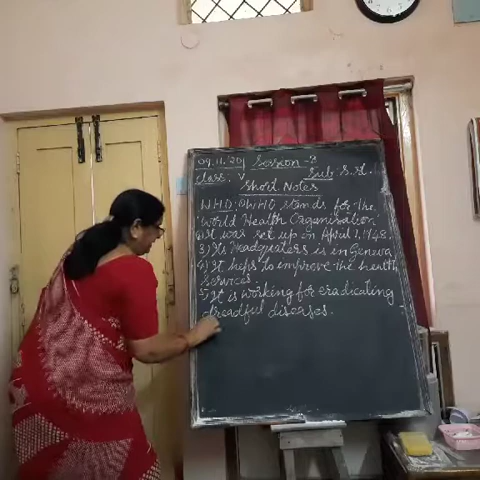 09.11.20 Session - 3
Class: V Sub: S.St.
Short Notes
WHO: 1) WHO stands for the
'World Health Organisation'
2) It was set up on April 1, 1948.
3) Its Headquaters is in Geneva
4) It helps to improve the health
services
5) It is working for eradicating
dreadful diseases.